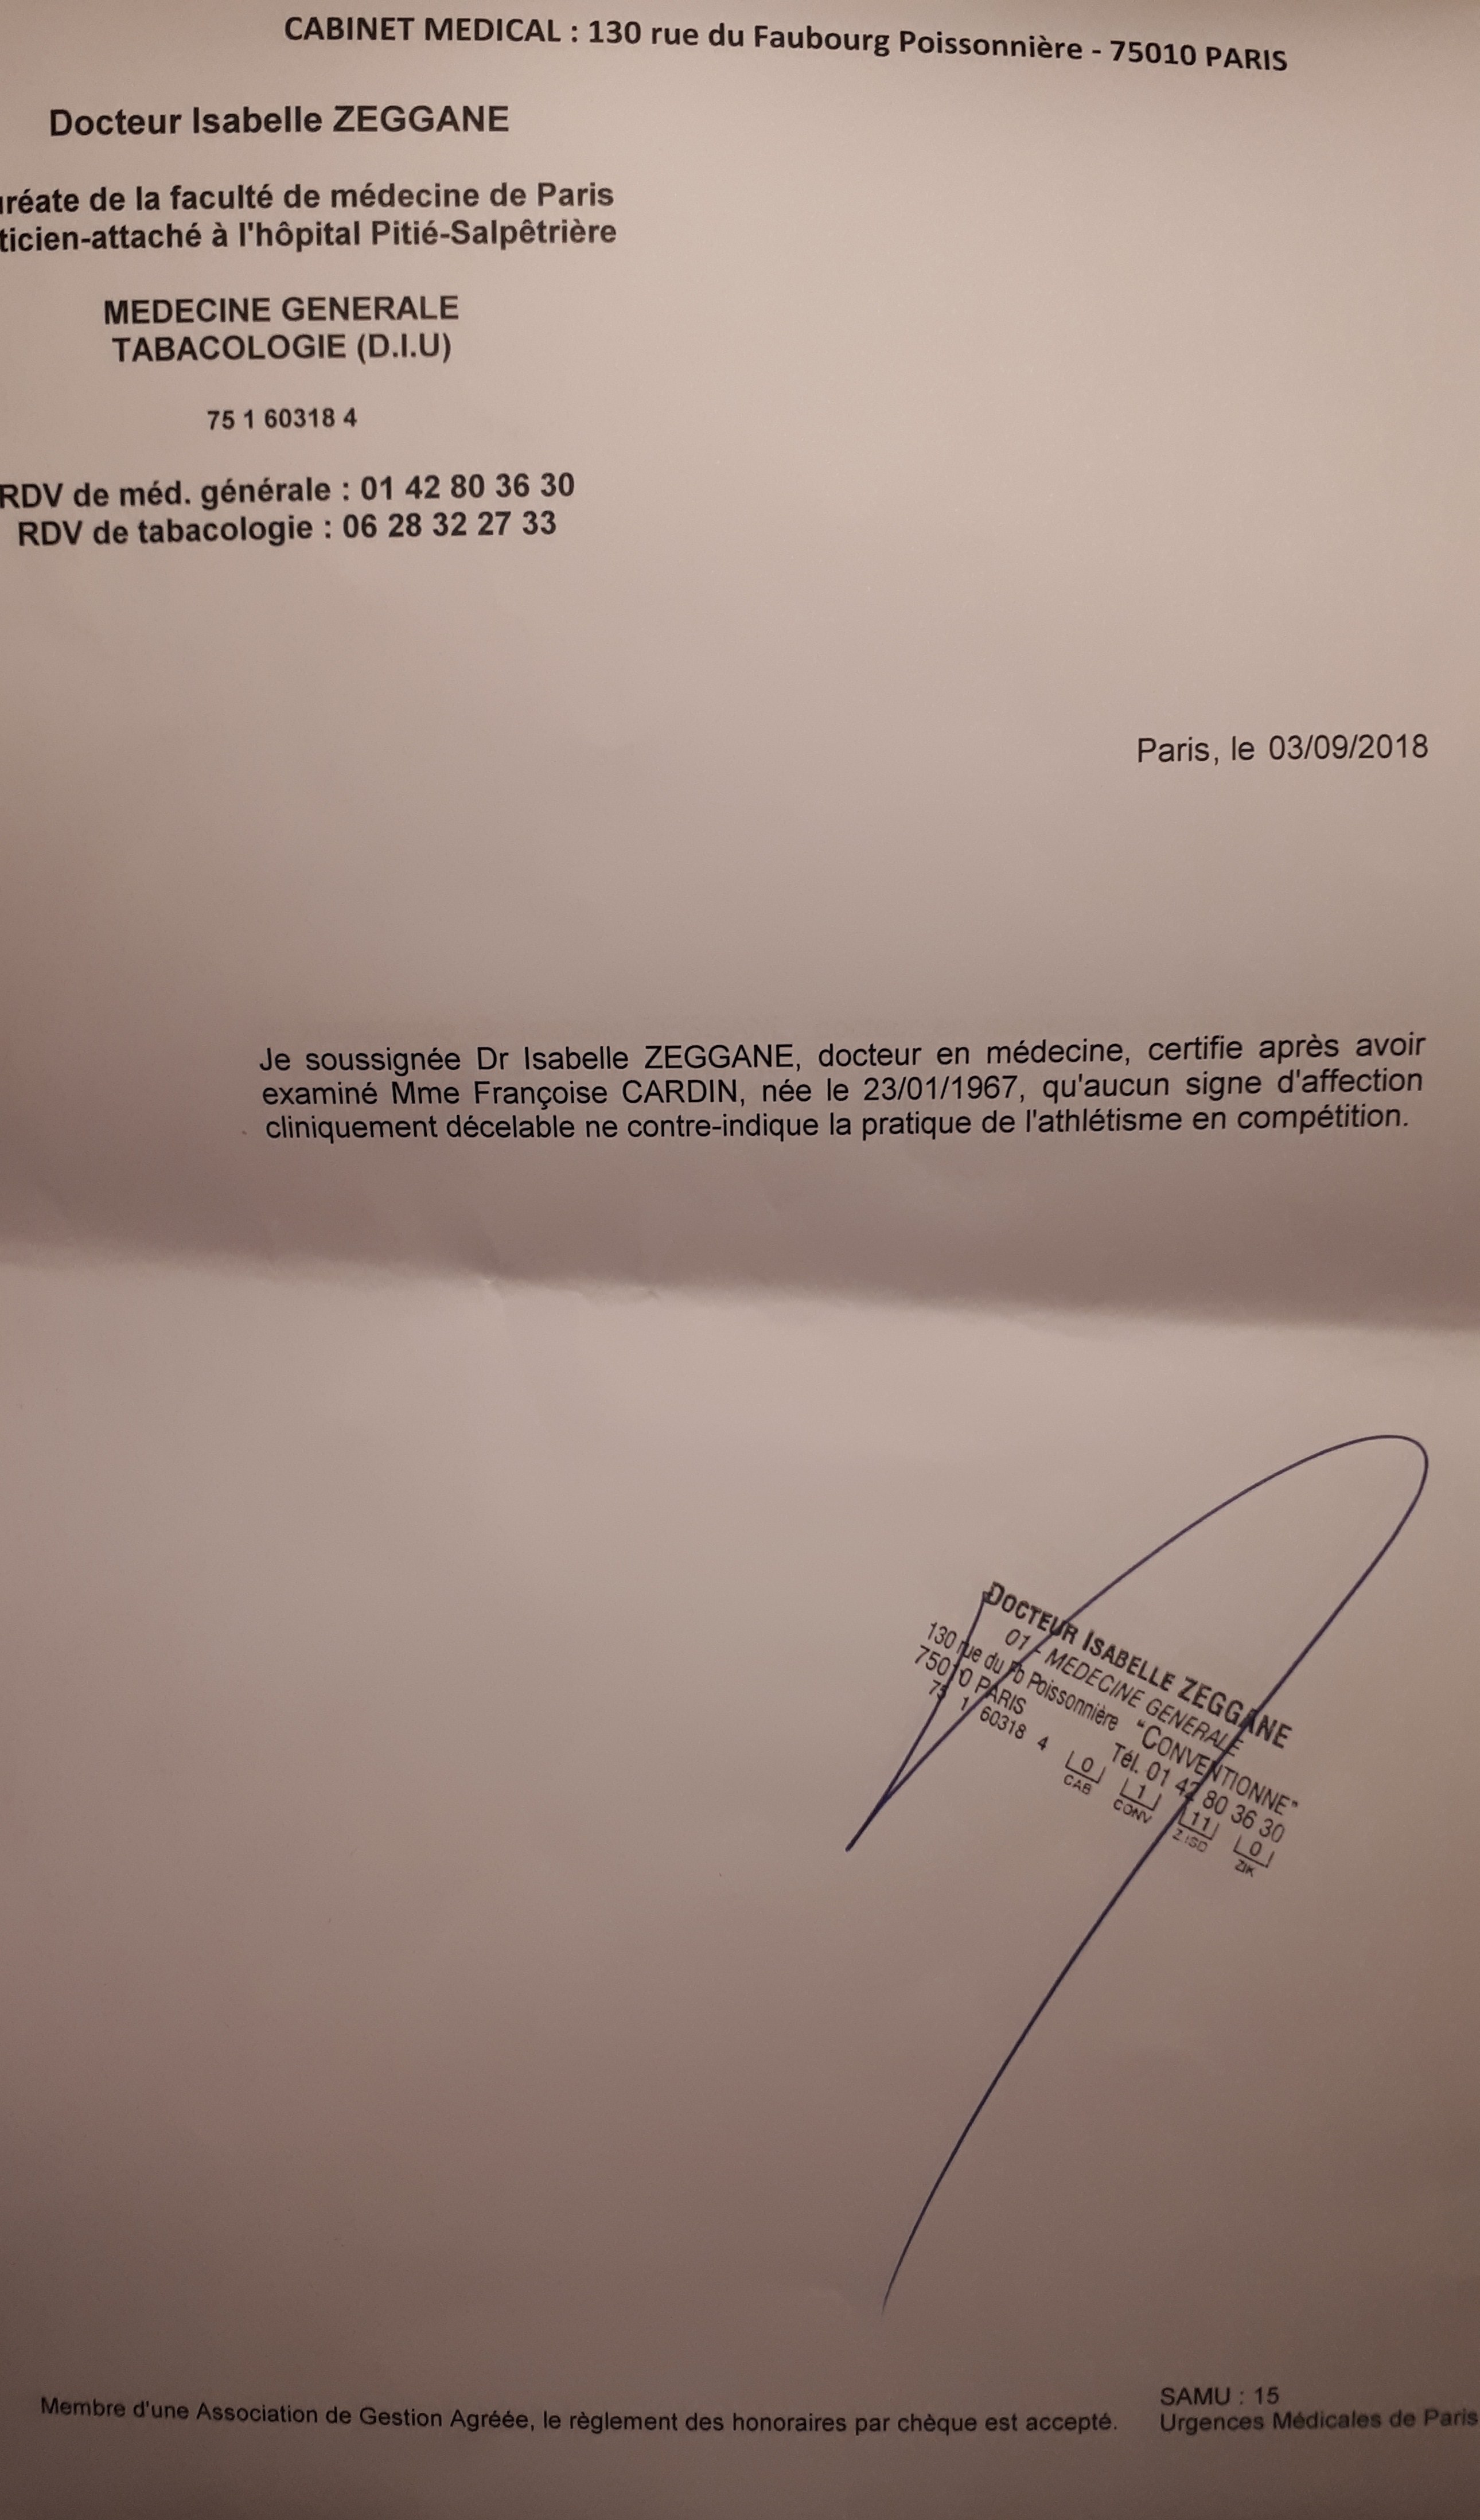 CABINET MEDICAL : 130 rue du Faubourg Poissonnière - 75010 PARIS
Docteur Isabelle ZEGGANE
réate de la faculté de médecine de Paris
ticien-attaché à l'hôpital Pitié-Salpêtrière
MEDECINE GENERALE
TABACOLOGIE (D.I.U)
75 1 60318 4
RDV de méd. générale : 01 42 80 36 30
RDV de tabacologie : 06 28 32 27 33
Paris, le 03/09/2018
Je soussignée Dr Isabelle ZEGGANE, docteur en médecine, certifie après avoir
examiné Mme Françoise CARDIN, née le 23/01/1967, qu'aucun signe d'affection
cliniquement décelable ne contre-indique la pratique de l'athlétisme en compétition.
DOCTEUR ISABELLE ZEGGANE
01 - MEDECINE GENERALE
130 rue du Fb Poissonnière "CONVENTIONNE"
75010 PARIS Tél. 01 42 80 36 30
75 1 60318 4 0 1 11 0
CAB CONV Z.ISD ZIK
SAMU : 15
Membre d'une Association de Gestion Agréée, le règlement des honoraires par chèque est accepté. Urgences Médicales de Paris